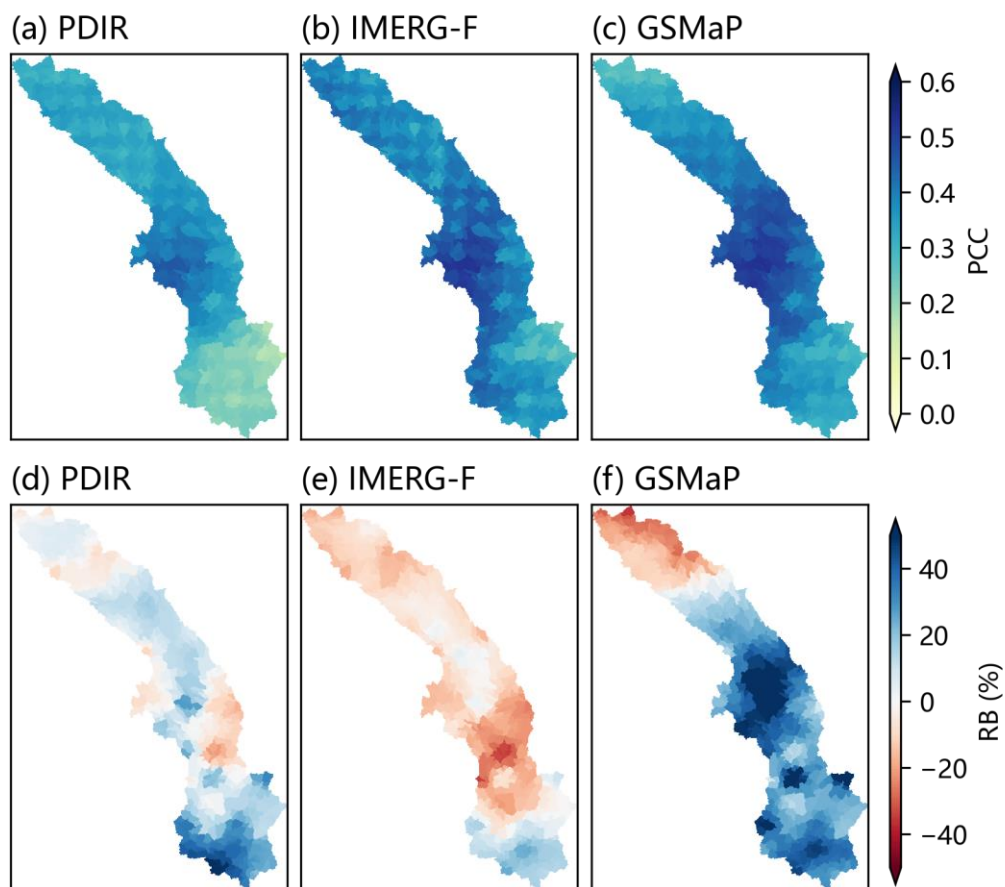 (a) PDIR
(b) IMERG-F
(c) GSMaP
0.6
0.5
0.4
0.3
0.2
0.1
0.0
PCC
(d) PDIR
(e) IMERG-F
(f) GSMaP
40
20
0
−20
−40
RB (%)